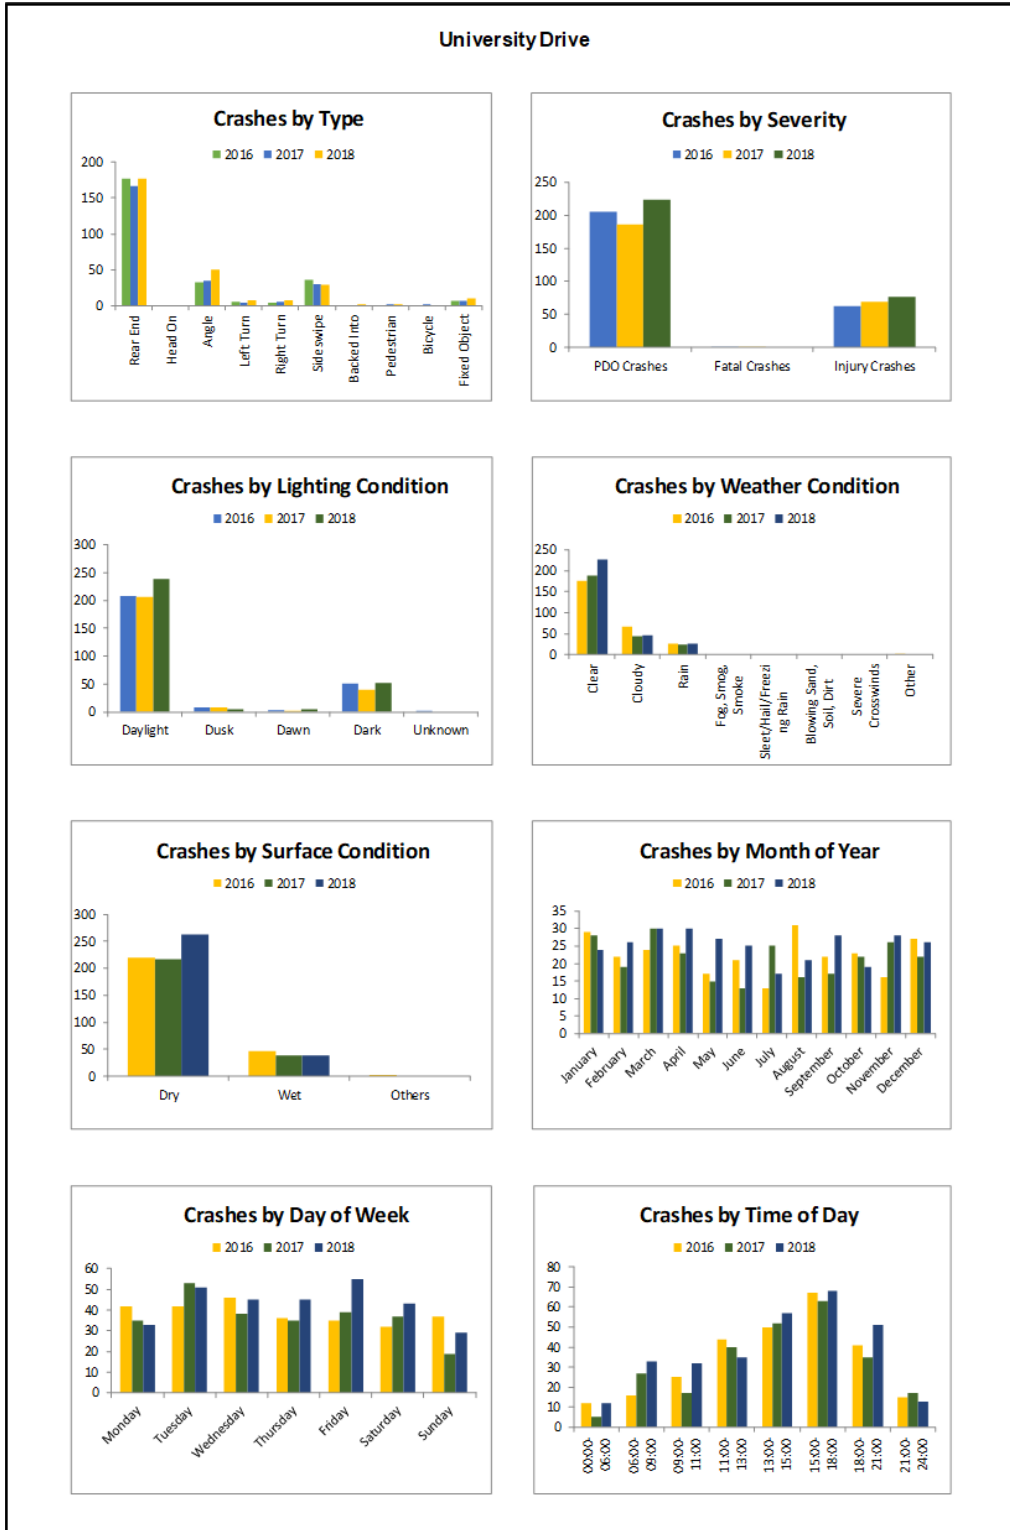 University Drive
Crashes by Type
2016 2017 2018
200
150
100
50
0
Rear End
Head On
Angle
Left Turn
Right Turn
Sideswipe
Backed Into
Pedestrian
Bicycle
Fixed Object
Crashes by Severity
2016 2017 2018
250
200
150
100
50
0
PDO Crashes Fatal Crashes Injury Crashes
Crashes by Lighting Condition
2016 2017 2018
300
250
200
150
100
50
0
Daylight Dusk Dawn Dark Unknown
Crashes by Weather Condition
2016 2017 2018
250
200
150
100
50
0
Clear
Cloudy
Rain
Fog, Smog,
Smoke
Sleet/Hail/Freezi
ng Rain
Blowing Sand,
Soil, Dirt
Severe
Crosswinds
Other
Crashes by Surface Condition
2016 2017 2018
300
250
200
150
100
50
0
Dry Wet Others
Crashes by Month of Year
2016 2017 2018
35
30
25
20
15
10
5
0
January
February
March
April
May
June
July
August
September
October
November
December
Crashes by Day of Week
2016 2017 2018
60
50
40
30
20
10
0
Monday
Tuesday
Wednesday
Thursday
Friday
Saturday
Sunday
Crashes by Time of Day
2016 2017 2018
80
70
60
50
40
30
20
10
0
00:00-
06:00
06:00-
09:00
09:00-
11:00
11:00-
13:00
13:00-
15:00
15:00-
18:00
18:00-
21:00
21:00-
24:00